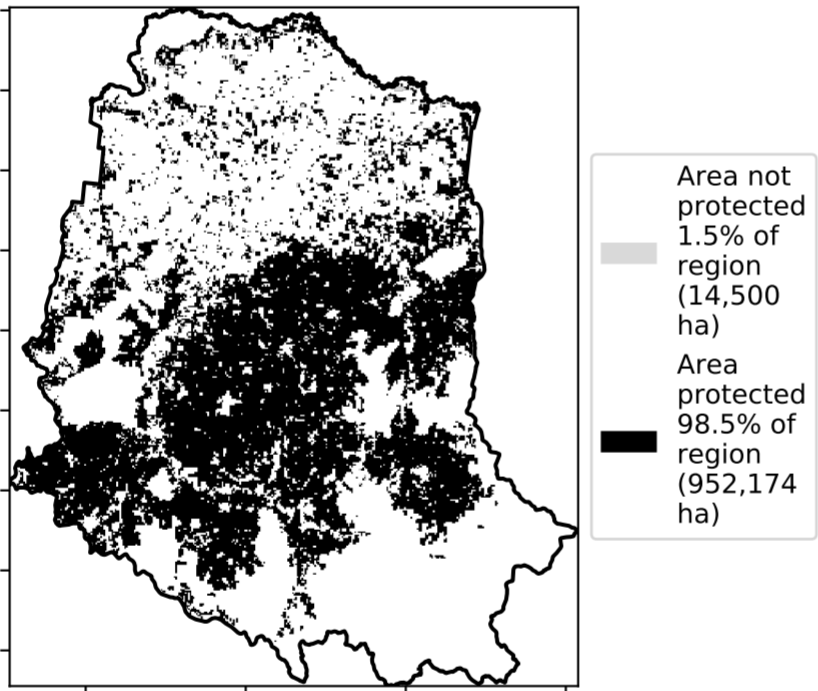 Area not
protected
1.5% of
region
(14,500
ha)
Area
protected
98.5% of
region
(952,174
ha)